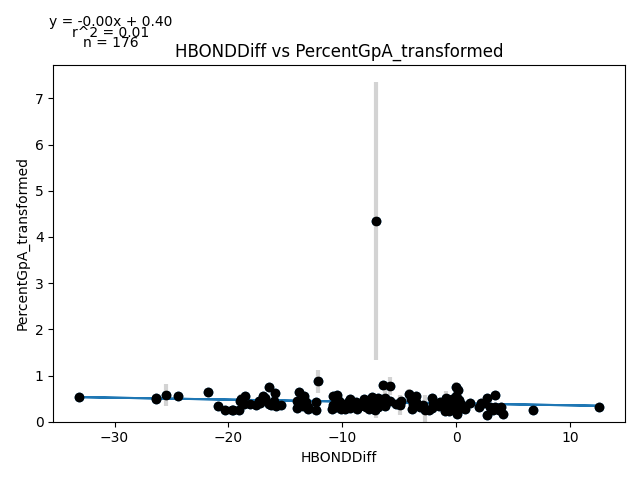 y = -0.00x + 0.40
r^2 = 0.01
n = 176
HBONDDiff vs PercentGpA_transformed
PercentGpA_transformed
7
6
5
4
3
2
1
0
−30
−20
−10
0
10
HBONDDiff